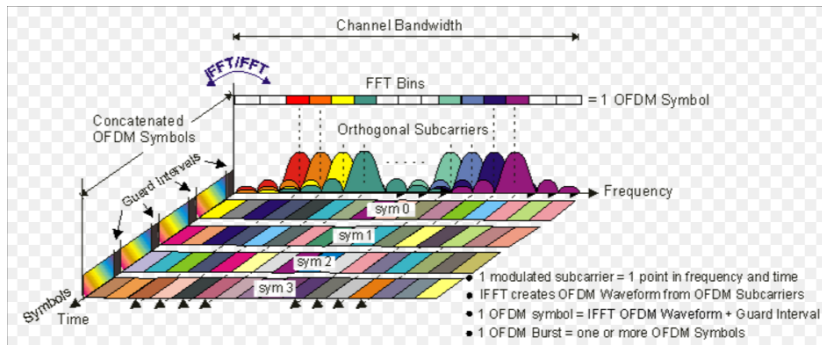 Channel Bandwidth
IFFT/FFT
FFT Bins
= 1 OFDM Symbol
Concatenated
OFDM Symbols
Orthogonal Subcarriers
Guard Intervals
Frequency
sym 0
sym 1
sym 2
sym 3
Symbols
Time
• 1 modulated subcarrier = 1 point in frequency and time
• IFFT creates OFDM Waveform from OFDM Subcarriers
• 1 OFDM symbol = IFFT OFDM Waveform + Guard Interval
• 1 OFDM Burst = one or more OFDM Symbols